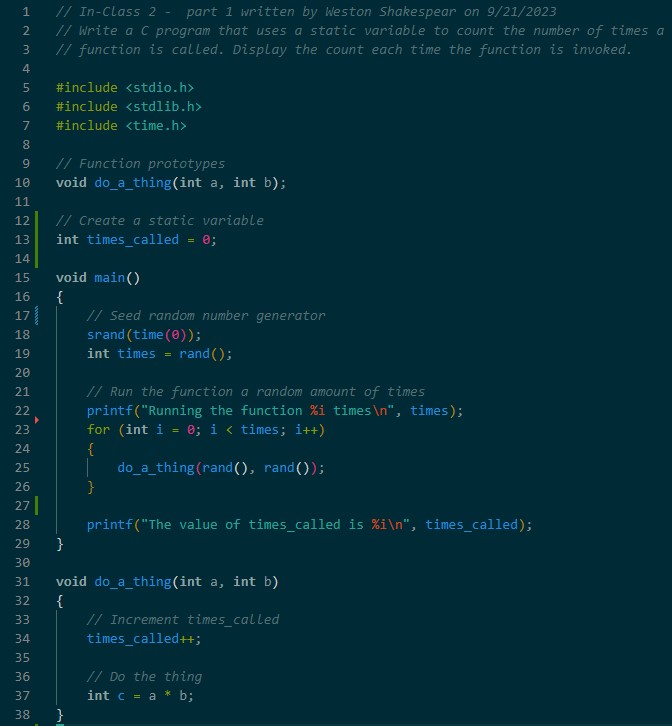 1 // In-Class 2 -  part 1 written by Weston Shakespear on 9/21/2023
2 // Write a C program that uses a static variable to count the number of times a
3 // function is called. Display the count each time the function is invoked.
4
5 #include <stdio.h>
6 #include <stdlib.h>
7 #include <time.h>
8
9 // Function prototypes
10 void do_a_thing(int a, int b);
11
12 // Create a static variable
13 int times_called = 0;
14
15 void main()
16 {
17     // Seed random number generator
18     srand(time(0));
19     int times = rand();
20
21     // Run the function a random amount of times
22     printf("Running the function %i times\n", times);
23     for (int i = 0; i < times; i++)
24     {
25         do_a_thing(rand(), rand());
26     }
27
28     printf("The value of times_called is %i\n", times_called);
29 }
30
31 void do_a_thing(int a, int b)
32 {
33     // Increment times_called
34     times_called++;
35
36     // Do the thing
37     int c = a * b;
38 }